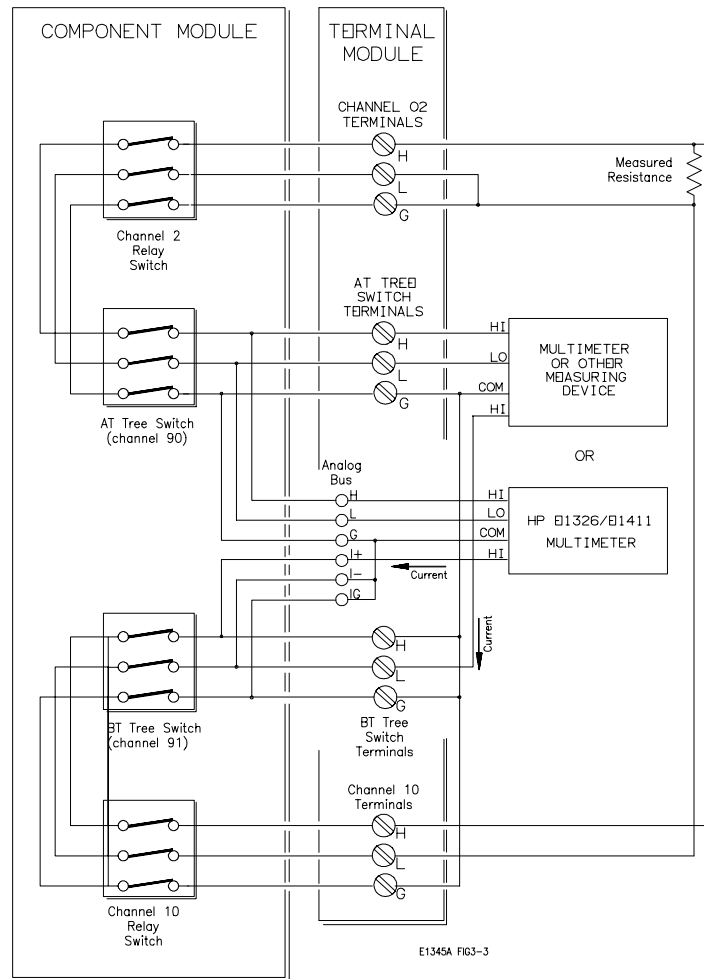 COMPONENT MODULE
TERMINAL
MODULE
CHANNEL 02
TERMINALS
H
L
G
Measured
Resistance
Channel 2
Relay
Switch
AT TREE
SWITCH
TERMINALS
H
L
G
HI
LO
COM
HI
MULTIMETER
OR OTHER
MEASURING
DEVICE
AT Tree Switch
(channel 90)
OR
Analog
Bus
H
L
G
I+
I-
IG
HI
LO
COM
HI
HP E1326/E1411
MULTIMETER
Current
Current
H
L
G
BT Tree Switch
(channel 91)
BT Tree
Switch
Terminals
Channel 10
Terminals
H
L
G
Channel 10
Relay
Switch
E1345A FIG3-3